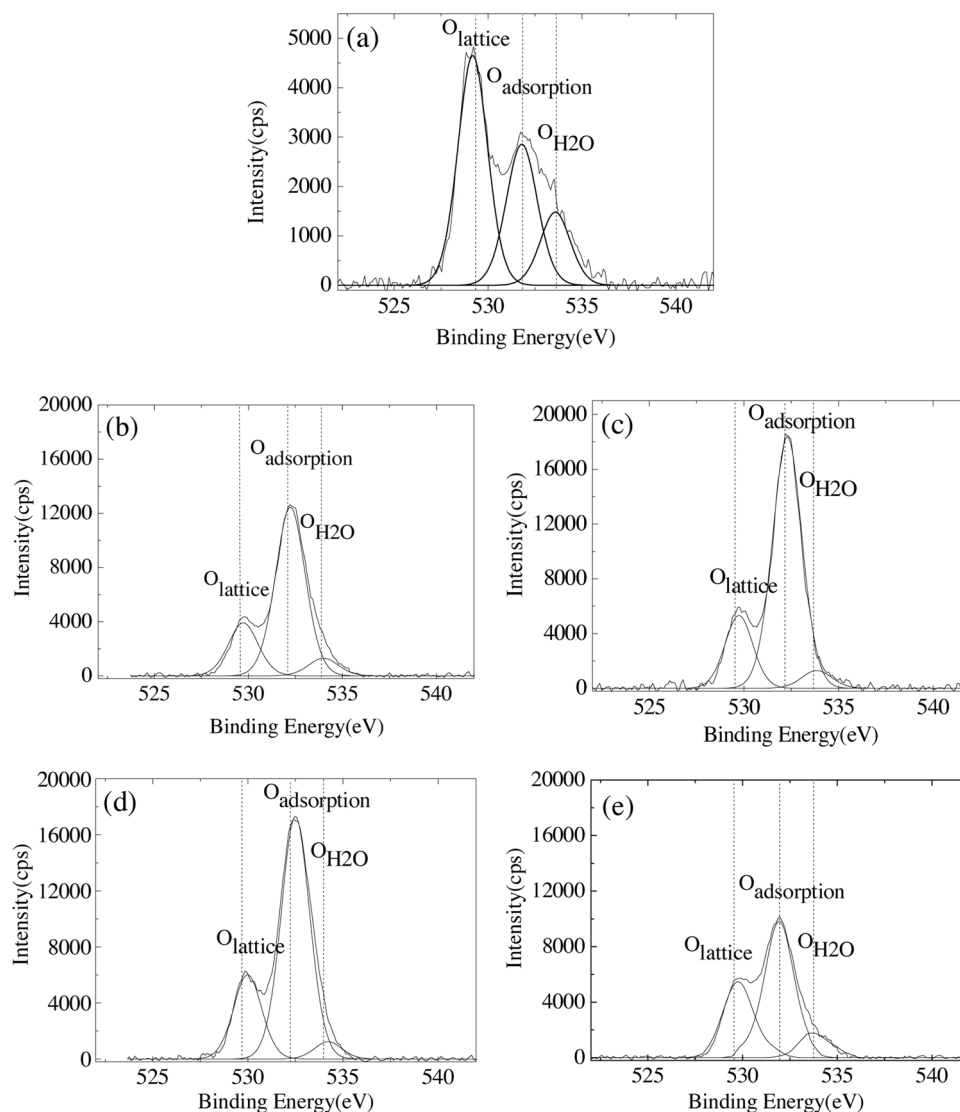 (a)
O lattice
O adsorption
O H2O
5000
4000
3000
2000
1000
0
Intensity(cps)
525 530 535 540
Binding Energy(eV)
(b)
O adsorption
O H2O
O lattice
20000
16000
12000
8000
4000
0
Intensity(cps)
525 530 535 540
Binding Energy(eV)
(c)
O adsorption
O H2O
O lattice
20000
16000
12000
8000
4000
0
Intensity(cps)
525 530 535 540
Binding Energy(eV)
(d)
O adsorption
O H2O
O lattice
20000
16000
12000
8000
4000
0
Intensity(cps)
525 530 535 540
Binding Energy(eV)
(e)
O adsorption
O lattice
O H2O
20000
16000
12000
8000
4000
0
Intensity(cps)
525 530 535 540
Binding Energy(eV)